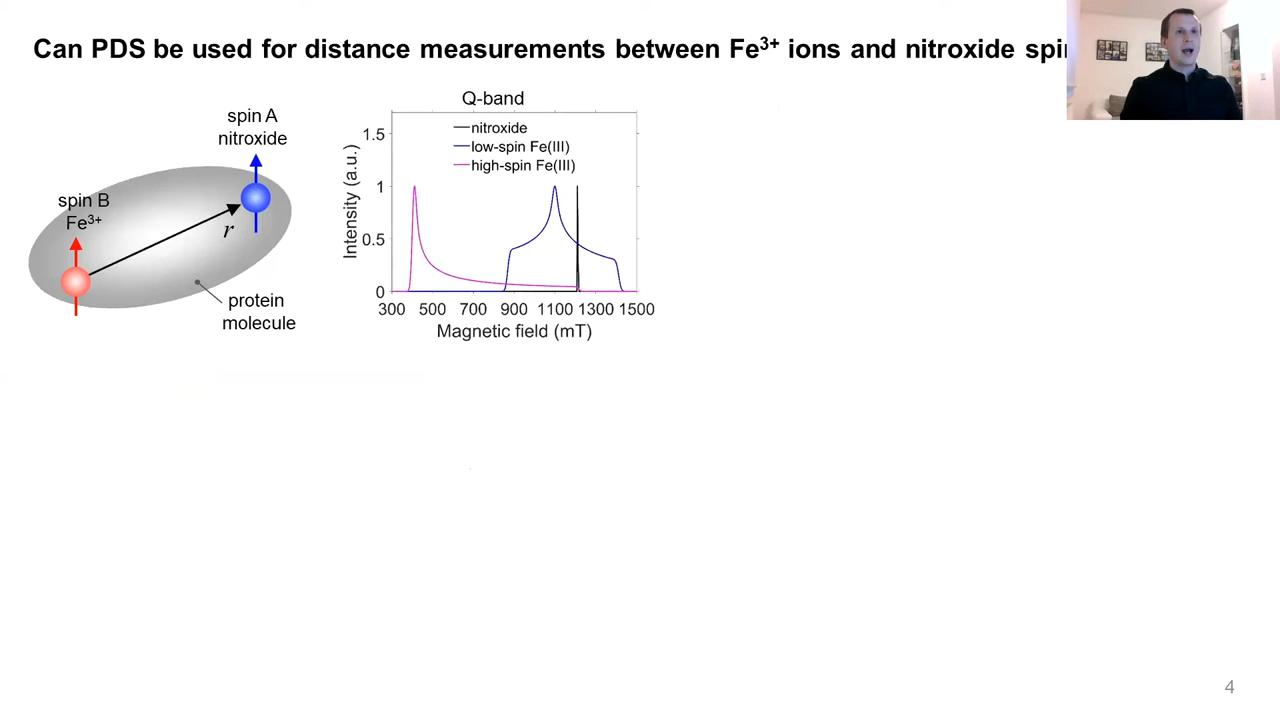 Can PDS be used for distance measurements between Fe³⁺ ions and nitroxide
spin A
nitroxide
spin B
Fe³⁺
r
protein
molecule
Q-band
nitroxide
low-spin Fe(III)
high-spin Fe(III)
Intensity (a.u.)
1.5
1
0.5
0
300 500 700 900 1100 1300 1500
Magnetic field (mT)
4